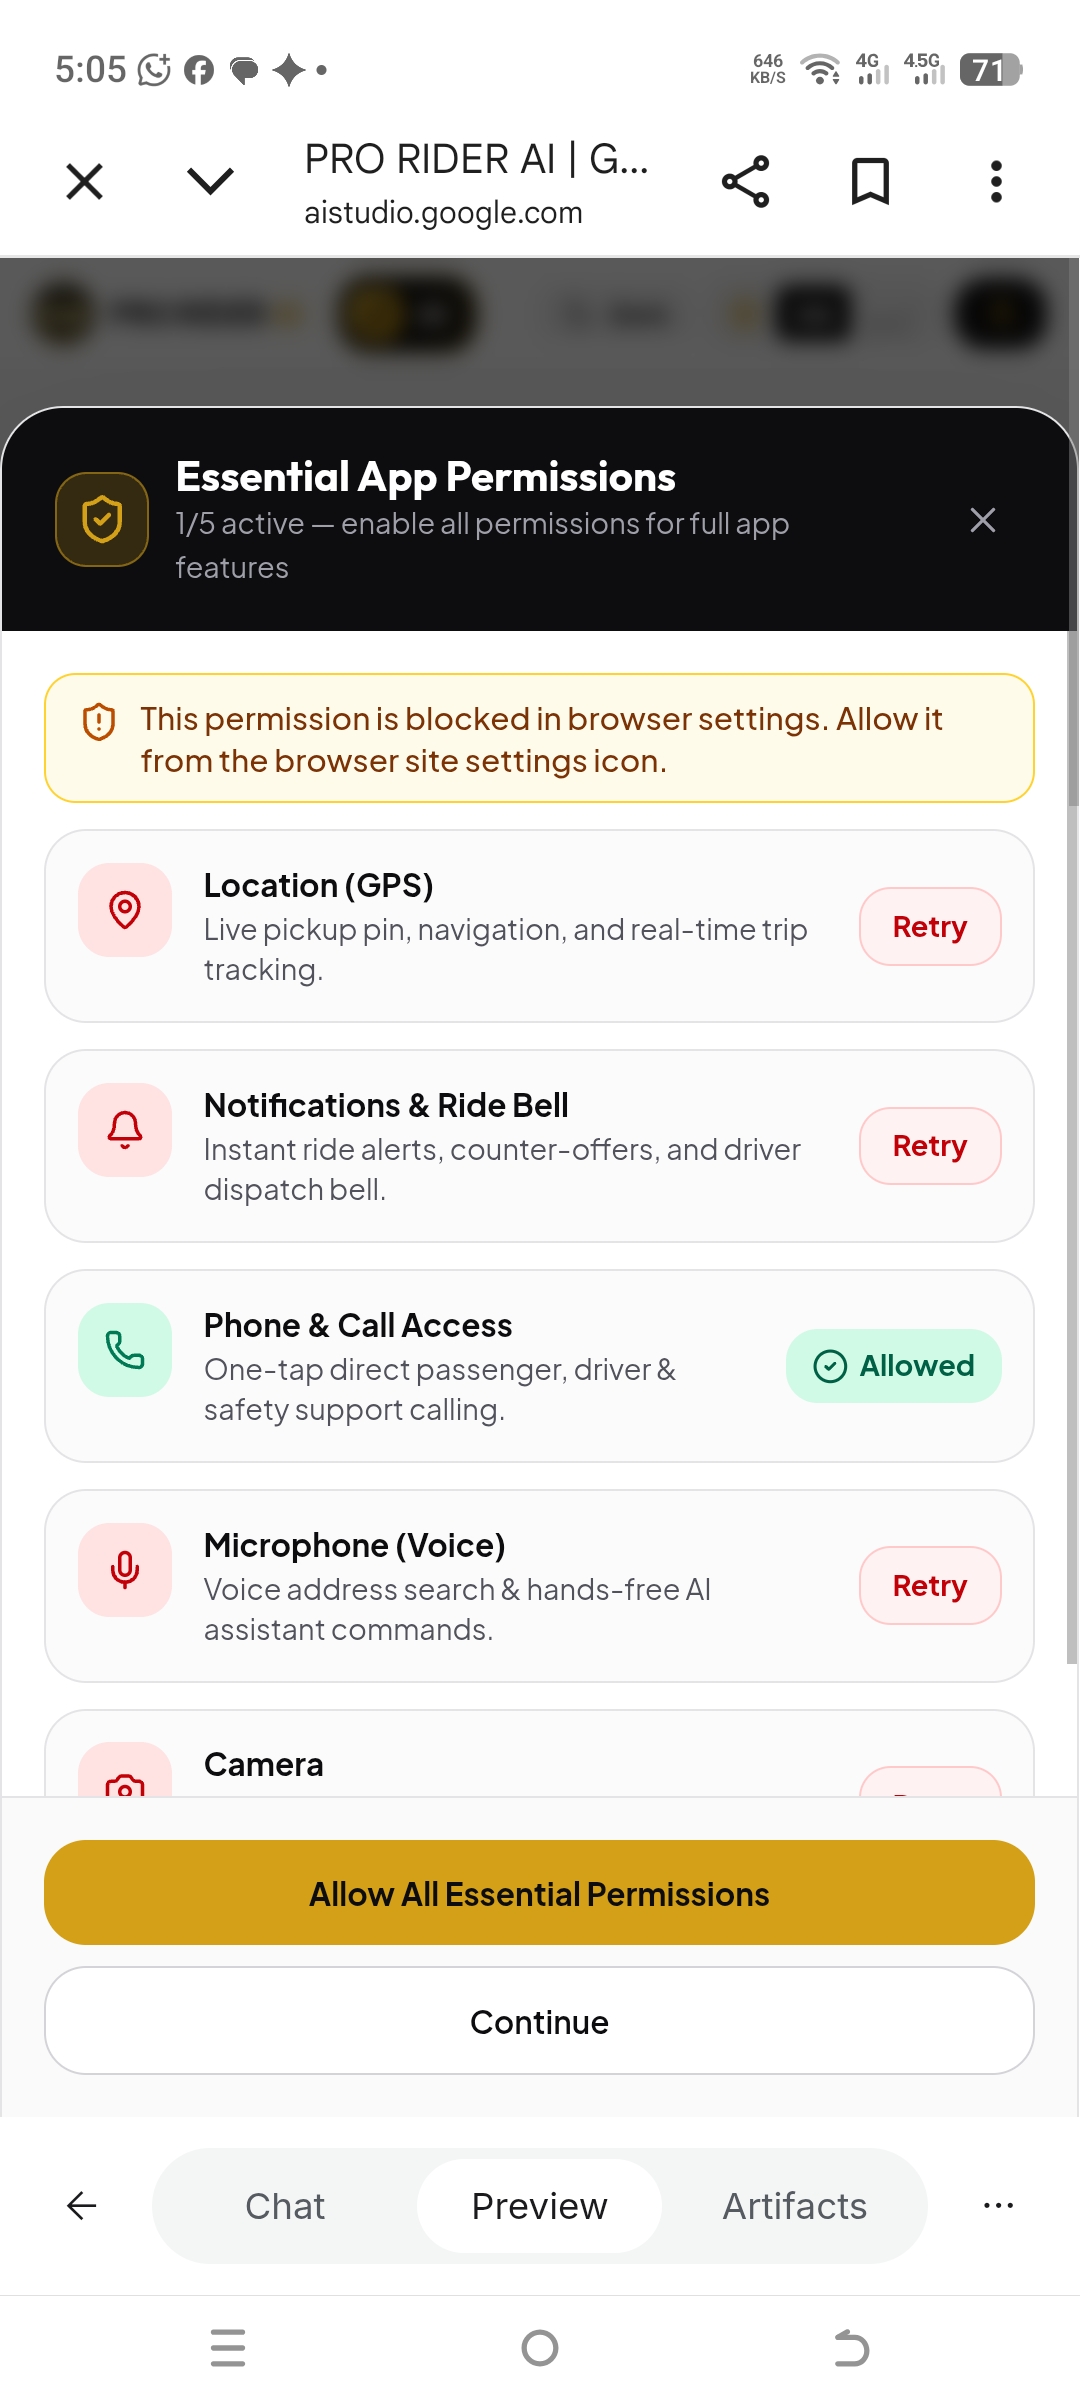 5:05
646 KB/S 4G 4.5G 71
PRO RIDER AI | G...
aistudio.google.com
Essential App Permissions
1/5 active — enable all permissions for full app
features
This permission is blocked in browser settings. Allow it
from the browser site settings icon.
Location (GPS)
Live pickup pin, navigation, and real-time trip
tracking.
Retry
Notifications & Ride Bell
Instant ride alerts, counter-offers, and driver
dispatch bell.
Retry
Phone & Call Access
One-tap direct passenger, driver &
safety support calling.
Allowed
Microphone (Voice)
Voice address search & hands-free AI
assistant commands.
Retry
Camera
Allow All Essential Permissions
Continue
Chat
Preview
Artifacts